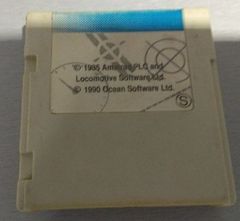 © 1985 Amstrad PLC and
Locomotive Software Ltd.
© 1990 Ocean Software Ltd.
S